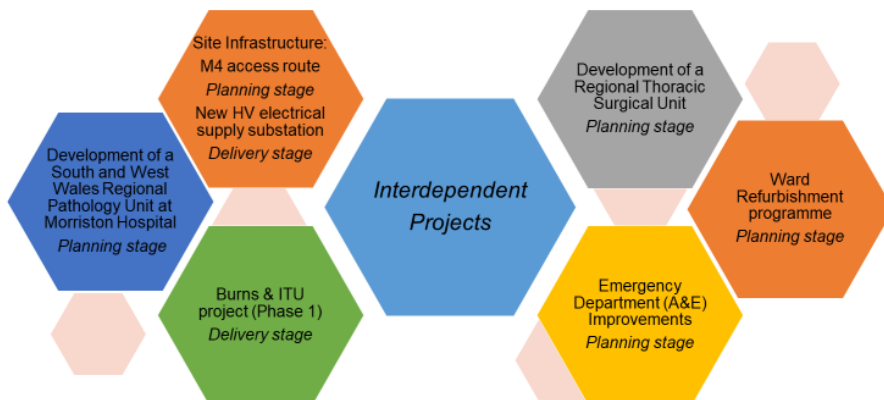 Site Infrastructure:
M4 access route
Planning stage
New HV electrical
supply substation
Delivery stage
Development of a
South and West
Wales Regional
Pathology Unit at
Morriston Hospital
Planning stage
Burns & ITU
project (Phase 1)
Delivery stage
Interdependent
Projects
Development of a
Regional Thoracic
Surgical Unit
Planning stage
Ward
Refurbishment
programme
Planning stage
Emergency
Department (A&E)
Improvements
Planning stage